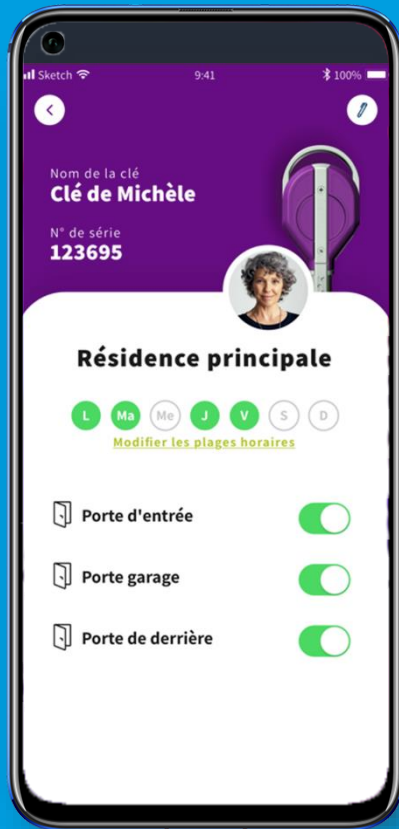 Sketch 9:41 100%
Nom de la clé
Clé de Michèle
N° de série
123695
Résidence principale
L Ma Me J V S D
Modifier les plages horaires
Porte d'entrée
Porte garage
Porte de derrière